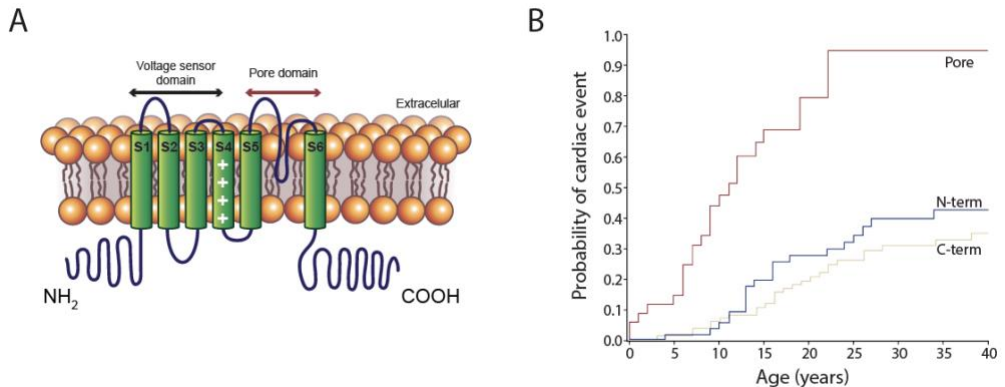 A
Voltage sensor
domain
Pore domain
Extracelular
S1 S2 S3 S4 S5 S6
+
+
+
+
NH2
COOH
B
Probability of cardiac event
1.0
0.9
0.8
0.7
0.6
0.5
0.4
0.3
0.2
0.1
0.0
Pore
N-term
C-term
0 5 10 15 20 25 30 35 40
Age (years)